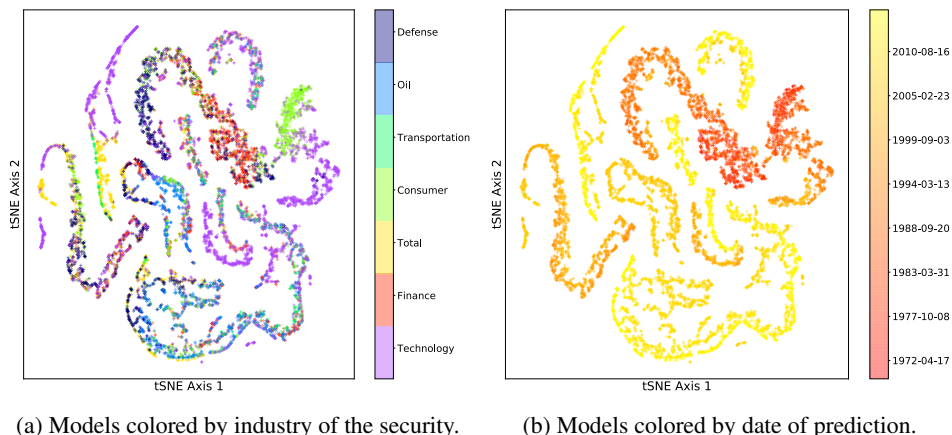 tSNE Axis 2
tSNE Axis 1
Defense
Oil
Transportation
Consumer
Total
Finance
Technology
(a) Models colored by industry of the security.
tSNE Axis 2
tSNE Axis 1
2010-08-16
2005-02-23
1999-09-03
1994-03-13
1988-09-20
1983-03-31
1977-10-08
1972-04-17
(b) Models colored by date of prediction.